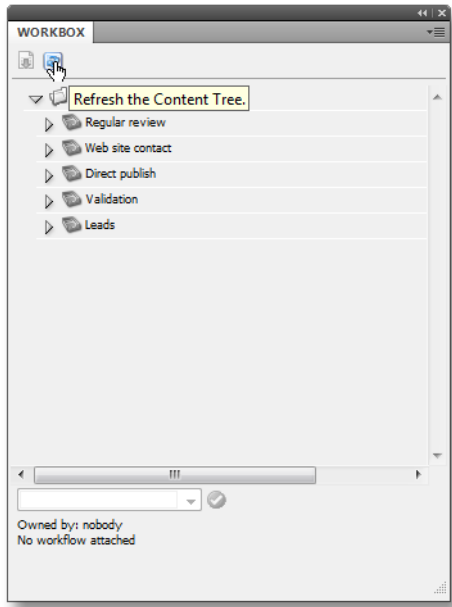 WORKBOX
Refresh the Content Tree.
Regular review
Web site contact
Direct publish
Validation
Leads
Owned by: nobody
No workflow attached